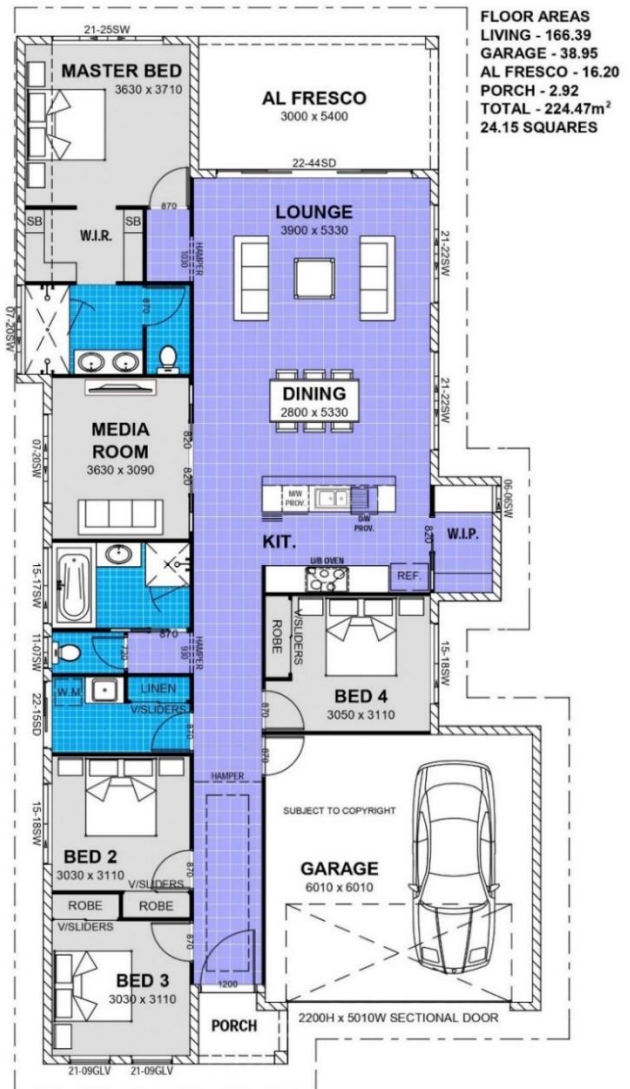 FLOOR AREAS
LIVING - 166.39
GARAGE - 38.95
AL FRESCO - 16.20
PORCH - 2.92
TOTAL - 224.47m²
24.15 SQUARES
21-25SW
MASTER BED
3630 x 3710
AL FRESCO
3000 x 5400
22-44SD
870
LOUNGE
3900 x 5330
SB
W.I.R.
SB
1030
HAMPER
21-22SW
07-20SW
870
DINING
2800 x 5330
21-22SW
MEDIA
ROOM
3630 x 3090
820
820
07-20SW
M/W
PROV.
D/W
PROV.
06-06SW
KIT.
820
W.I.P.
U/B OVEN
REF.
15-17SW
870
11-07SW
720
930
HAMPER
ROBE
V/SLIDERS
15-18SW
BED 4
3050 x 3110
W.M
LINEN
V/SLIDERS
22-15SD
870
870
870
HAMPER
SUBJECT TO COPYRIGHT
15-18SW
BED 2
3030 x 3110
870
GARAGE
6010 x 6010
V/SLIDERS
ROBE
ROBE
V/SLIDERS
870
BED 3
3030 x 3110
1200
PORCH
2200H x 5010W SECTIONAL DOOR
21-09GLV
21-09GLV